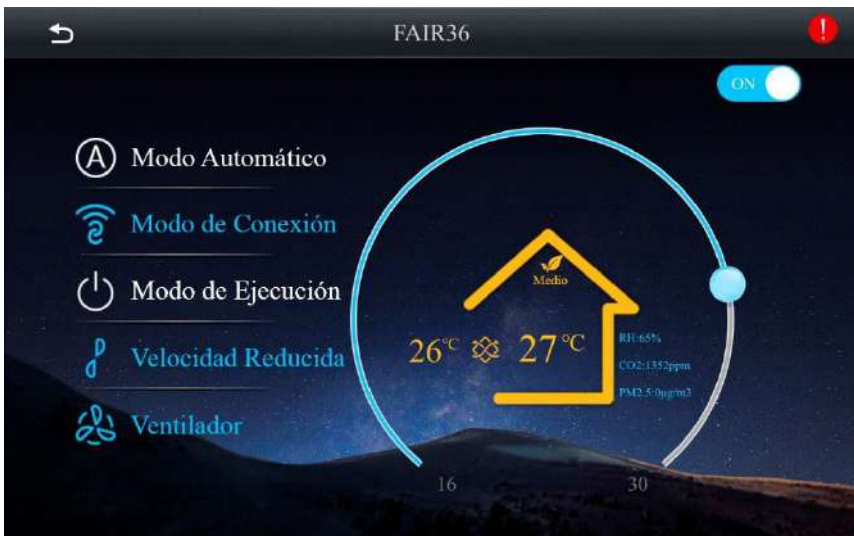 FAIR36
ON
A Modo Automático
Modo de Conexión
Modo de Ejecución
Velocidad Reducida
Ventilador
Medio
26°C 27°C
RH:65%
CO2:1352ppm
PM2.5:0μg/m3
16 30